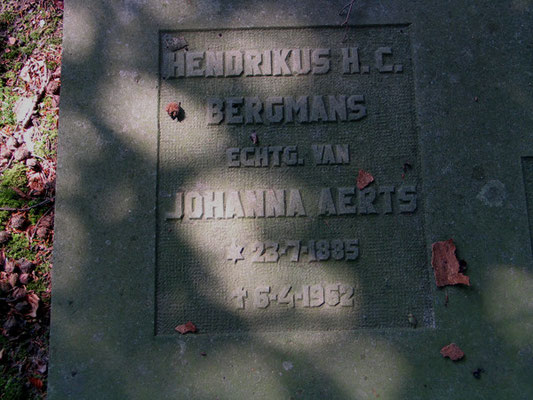 HENDRIKUS H.C.
BERGMANS
ECHTG. VAN
JOHANNA AERTS
* 23-7-1885
† 6-4-1962